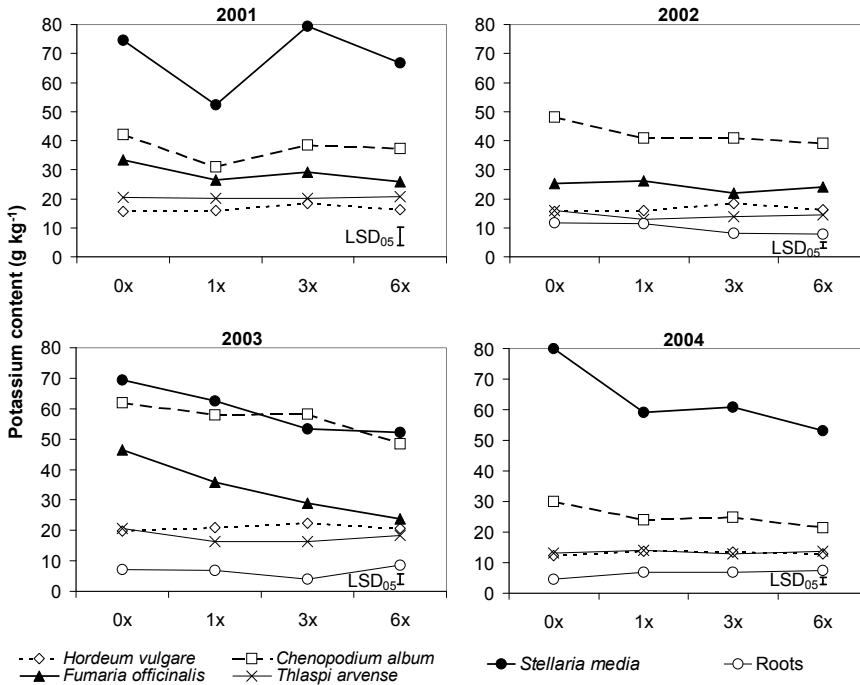 2001
2002
80
70
60
50
40
30
20
10
0
0x 1x 3x 6x
LSD05
80
70
60
50
40
30
20
10
0
0x 1x 3x 6x
LSD05
Potassium content (g kg-1)
2003
2004
80
70
60
50
40
30
20
10
0
0x 1x 3x 6x
LSD05
80
70
60
50
40
30
20
10
0
0x 1x 3x 6x
LSD05
Hordeum vulgare
Chenopodium album
Stellaria media
Roots
Fumaria officinalis
Thlaspi arvense